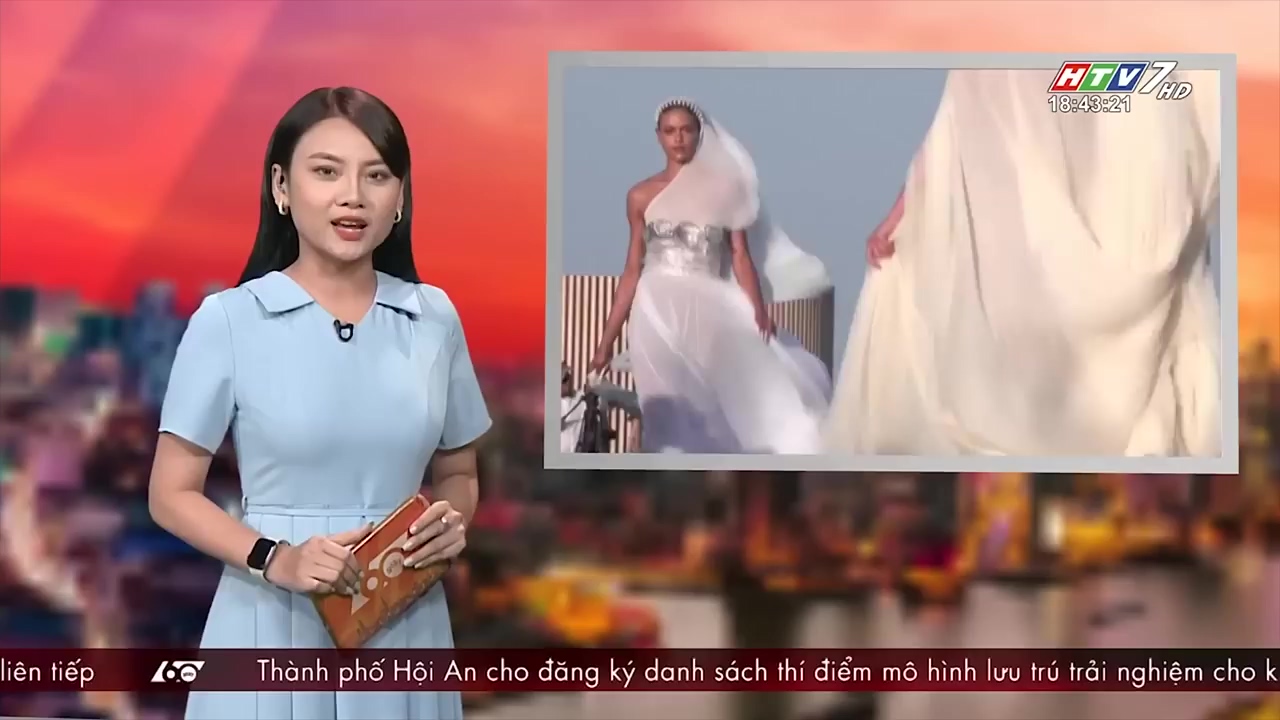 HTV7 HD
18:43:21
liên tiếp
60
Thành phố Hội An cho đăng ký danh sách thí điểm mô hình lưu trú trải nghiệm cho k